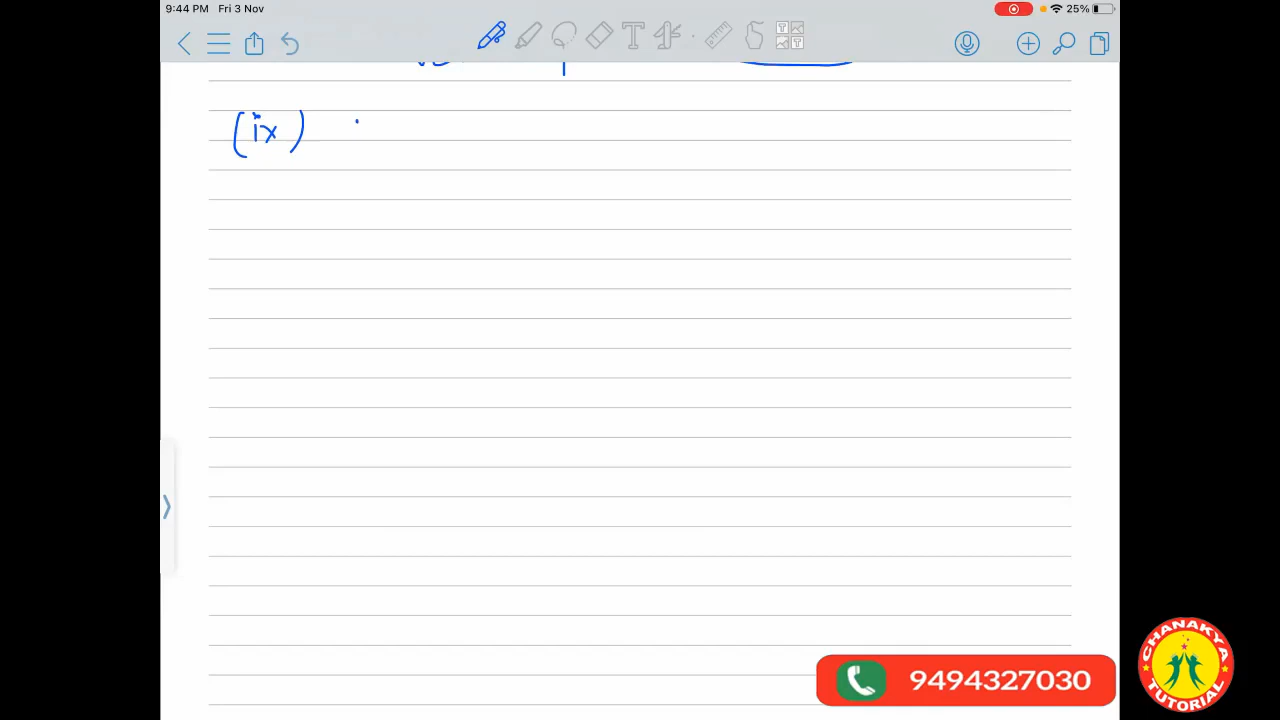 9:44 PM Fri 3 Nov
25%
(ix)
9494327030
CHANAKYA
TUTORIAL